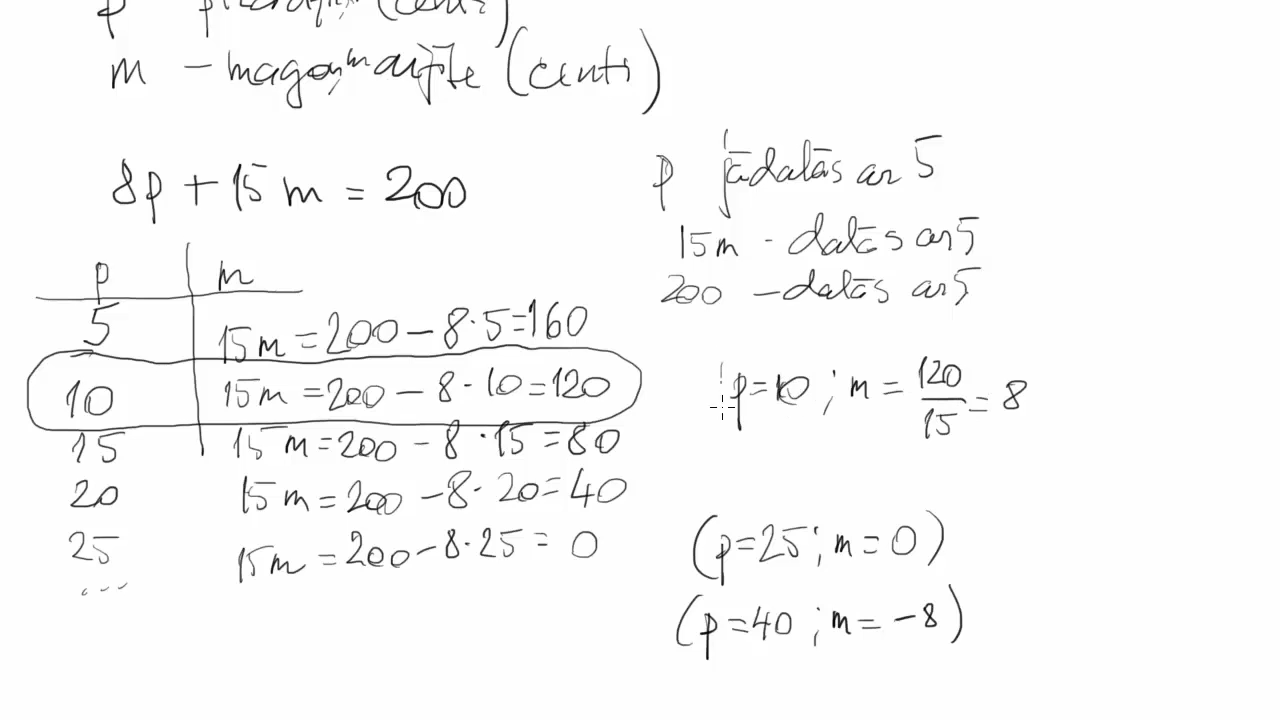 p (centi)
m - magoņmaizīte (centi)
8p + 15m = 200
p m
5 15m = 200 - 8·5 = 160
10 15m = 200 - 8·10 = 120
15 15m = 200 - 8·15 = 80
20 15m = 200 - 8·20 = 40
25 15m = 200 - 8·25 = 0
...
p jādalās ar 5
15m - dalās ar 5
200 - dalās ar 5
p = 10 ; m = 120/15 = 8
(p = 25 ; m = 0)
(p = 40 ; m = -8)